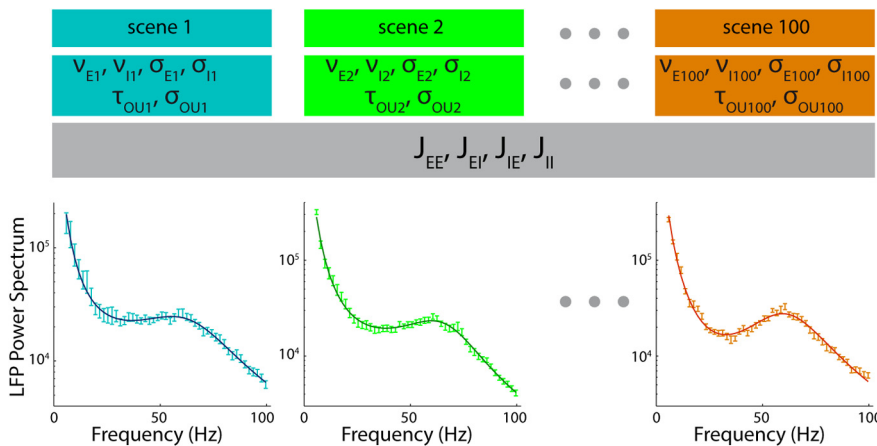 scene 1 scene 2 scene 100
ν_E1, ν_I1, σ_E1, σ_I1 ν_E2, ν_I2, σ_E2, σ_I2 ν_E100, ν_I100, σ_E100, σ_I100
τ_OU1, σ_OU1 τ_OU2, σ_OU2 τ_OU100, σ_OU100
J_EE, J_EI, J_IE, J_II
LFP Power Spectrum
10^5 10^5 10^5
10^4 10^4 10^4
0 50 100 0 50 100 0 50 100
Frequency (Hz) Frequency (Hz) Frequency (Hz)